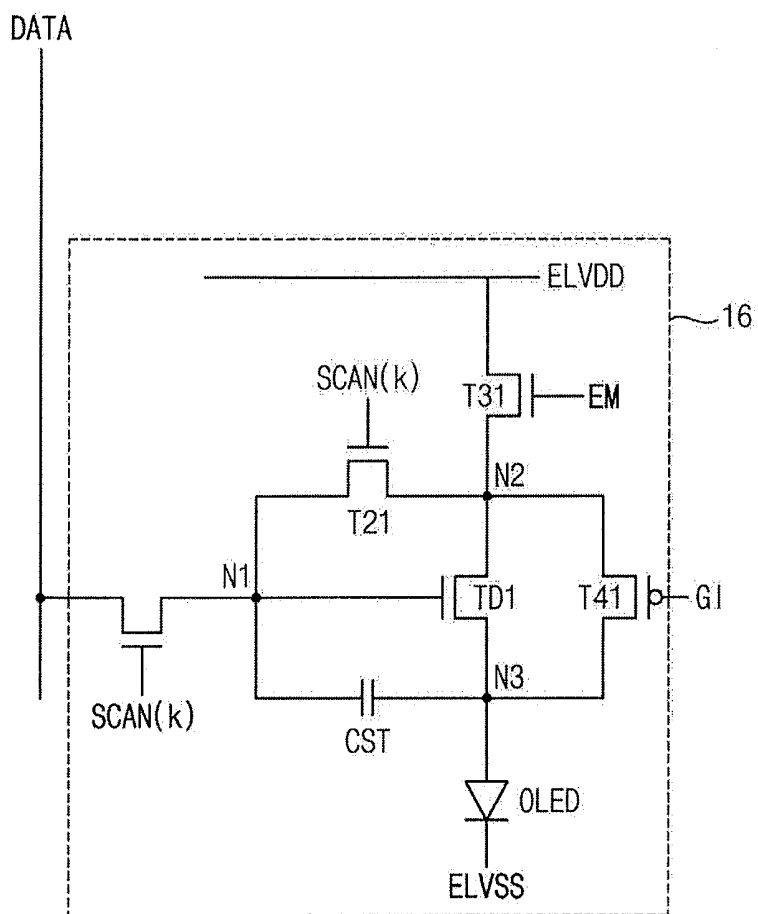 DATA
ELVDD
16
SCAN(k)
T31
EM
N2
T21
N1
TD1
T41
GI
N3
SCAN(k)
CST
OLED
ELVSS